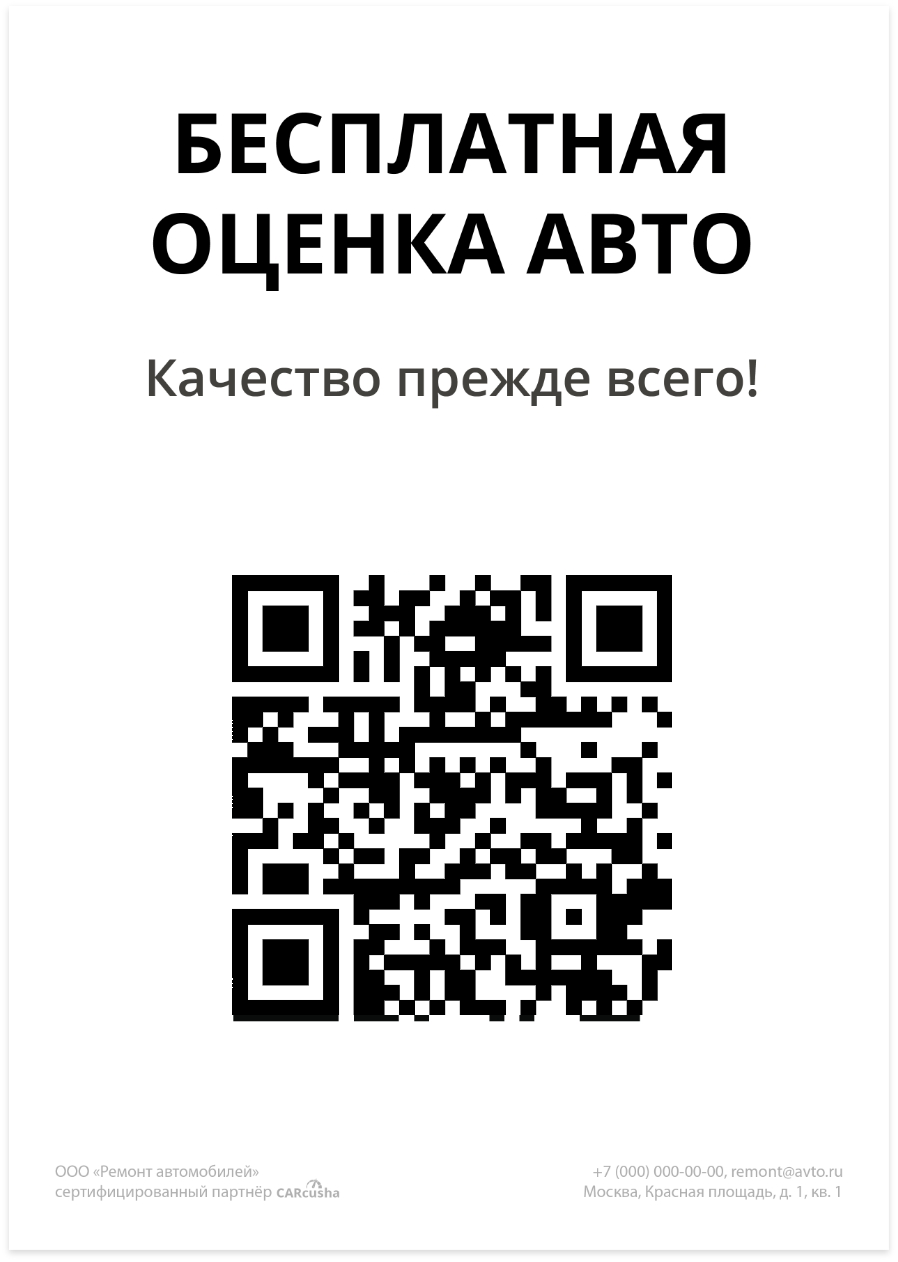 БЕСПЛАТНАЯ
ОЦЕНКА АВТО
Качество прежде всего!
ООО «Ремонт автомобилей»
сертифицированный партнёр CARcusha
+7 (000) 000-00-00, remont@avto.ru
Москва, Красная площадь, д. 1, кв. 1